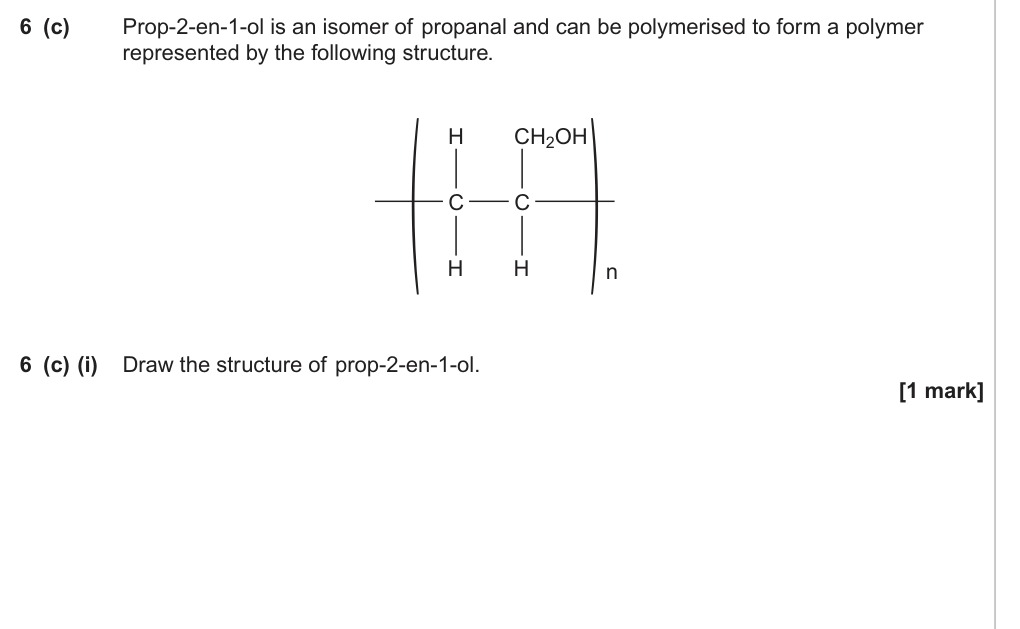 6 (c) Prop-2-en-1-ol is an isomer of propanal and can be polymerised to form a polymer
represented by the following structure.
H CH₂OH
C C
H H
n
6 (c) (i) Draw the structure of prop-2-en-1-ol.
[1 mark]